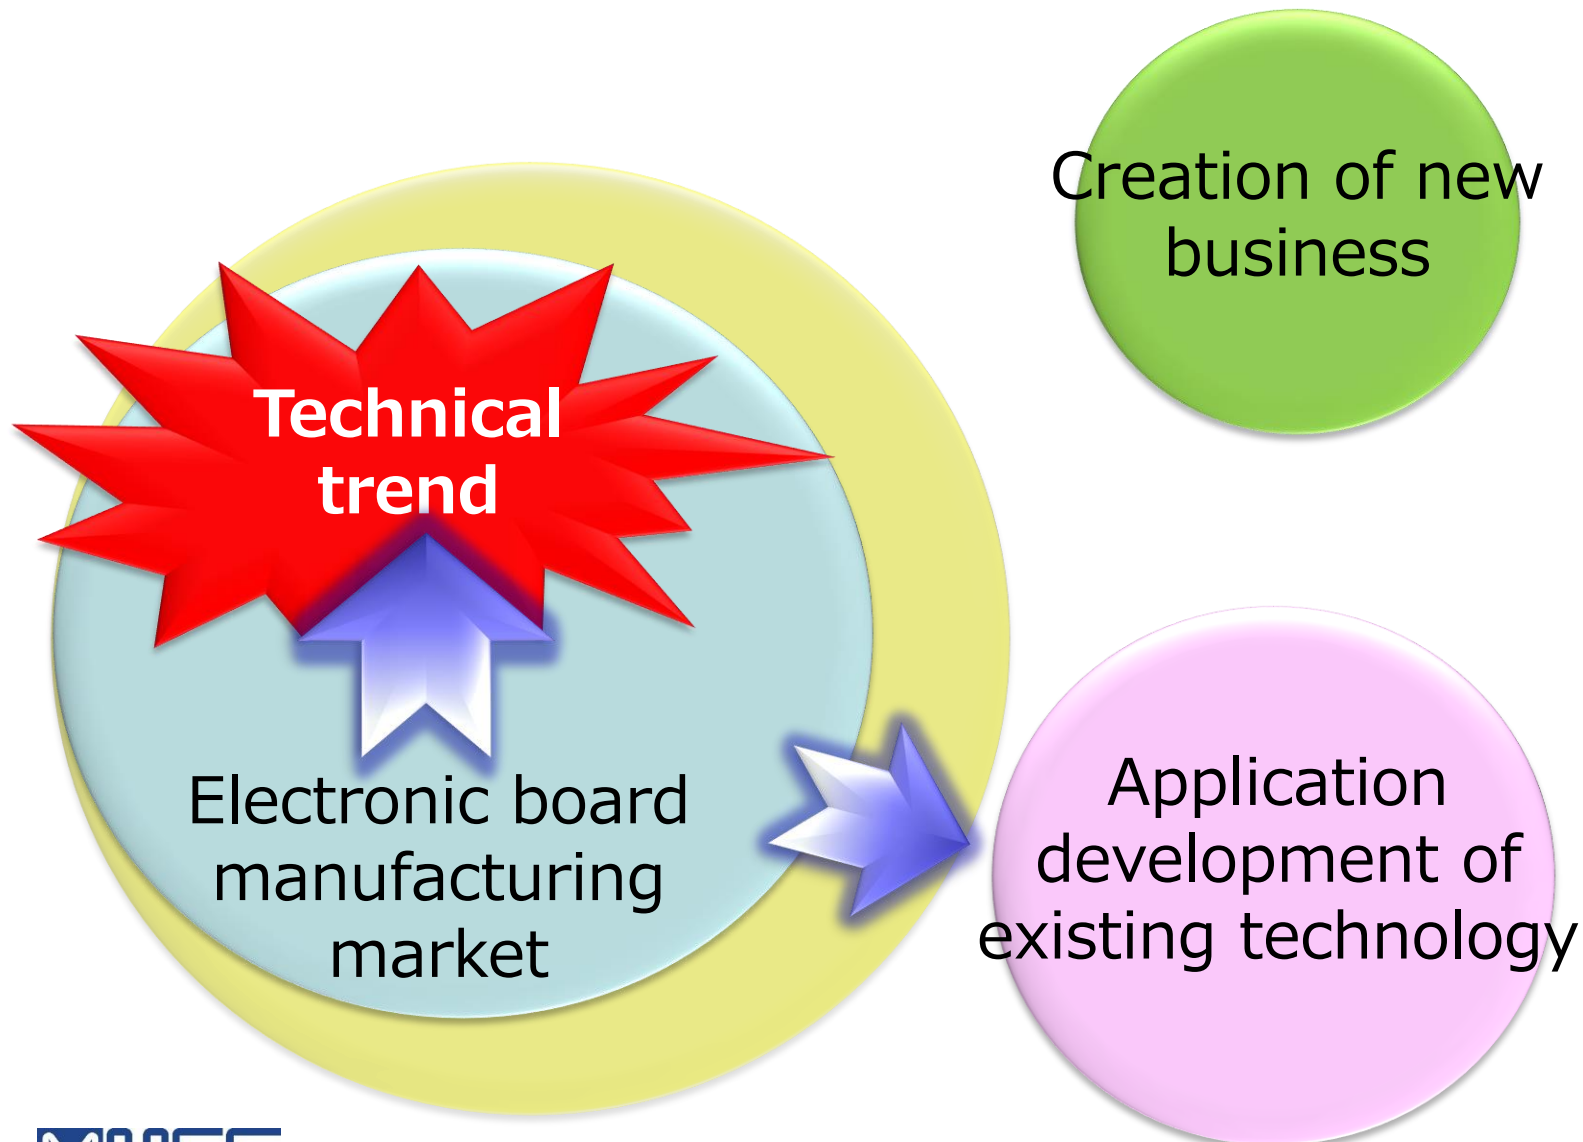 Creation of new
business
Technical
trend
Electronic board
manufacturing
market
Application
development of
existing technology